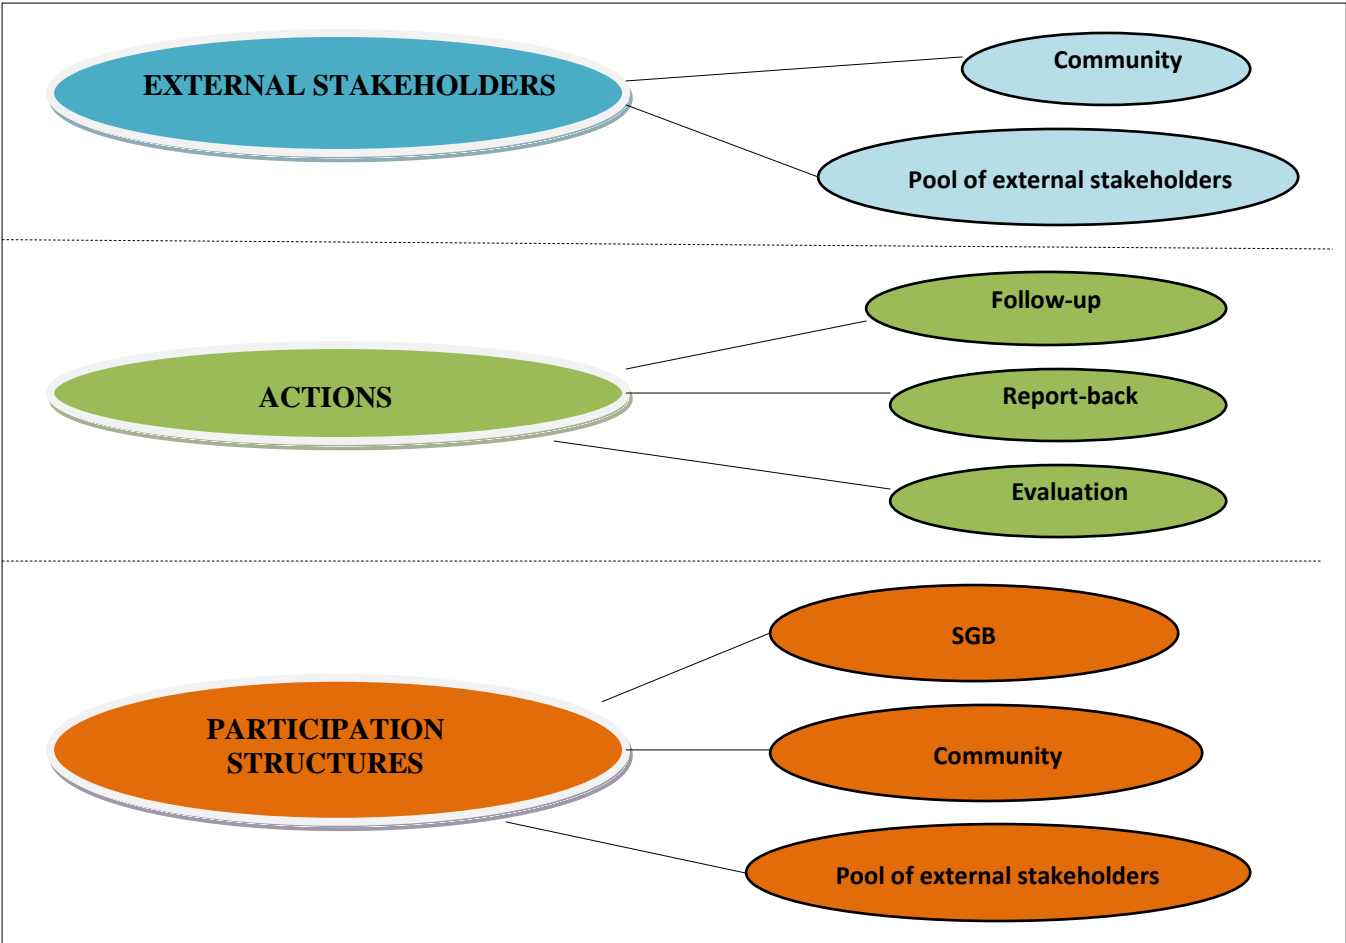 EXTERNAL STAKEHOLDERS
Community
Pool of external stakeholders
Follow-up
ACTIONS
Report-back
Evaluation
SGB
PARTICIPATION
STRUCTURES
Community
Pool of external stakeholders